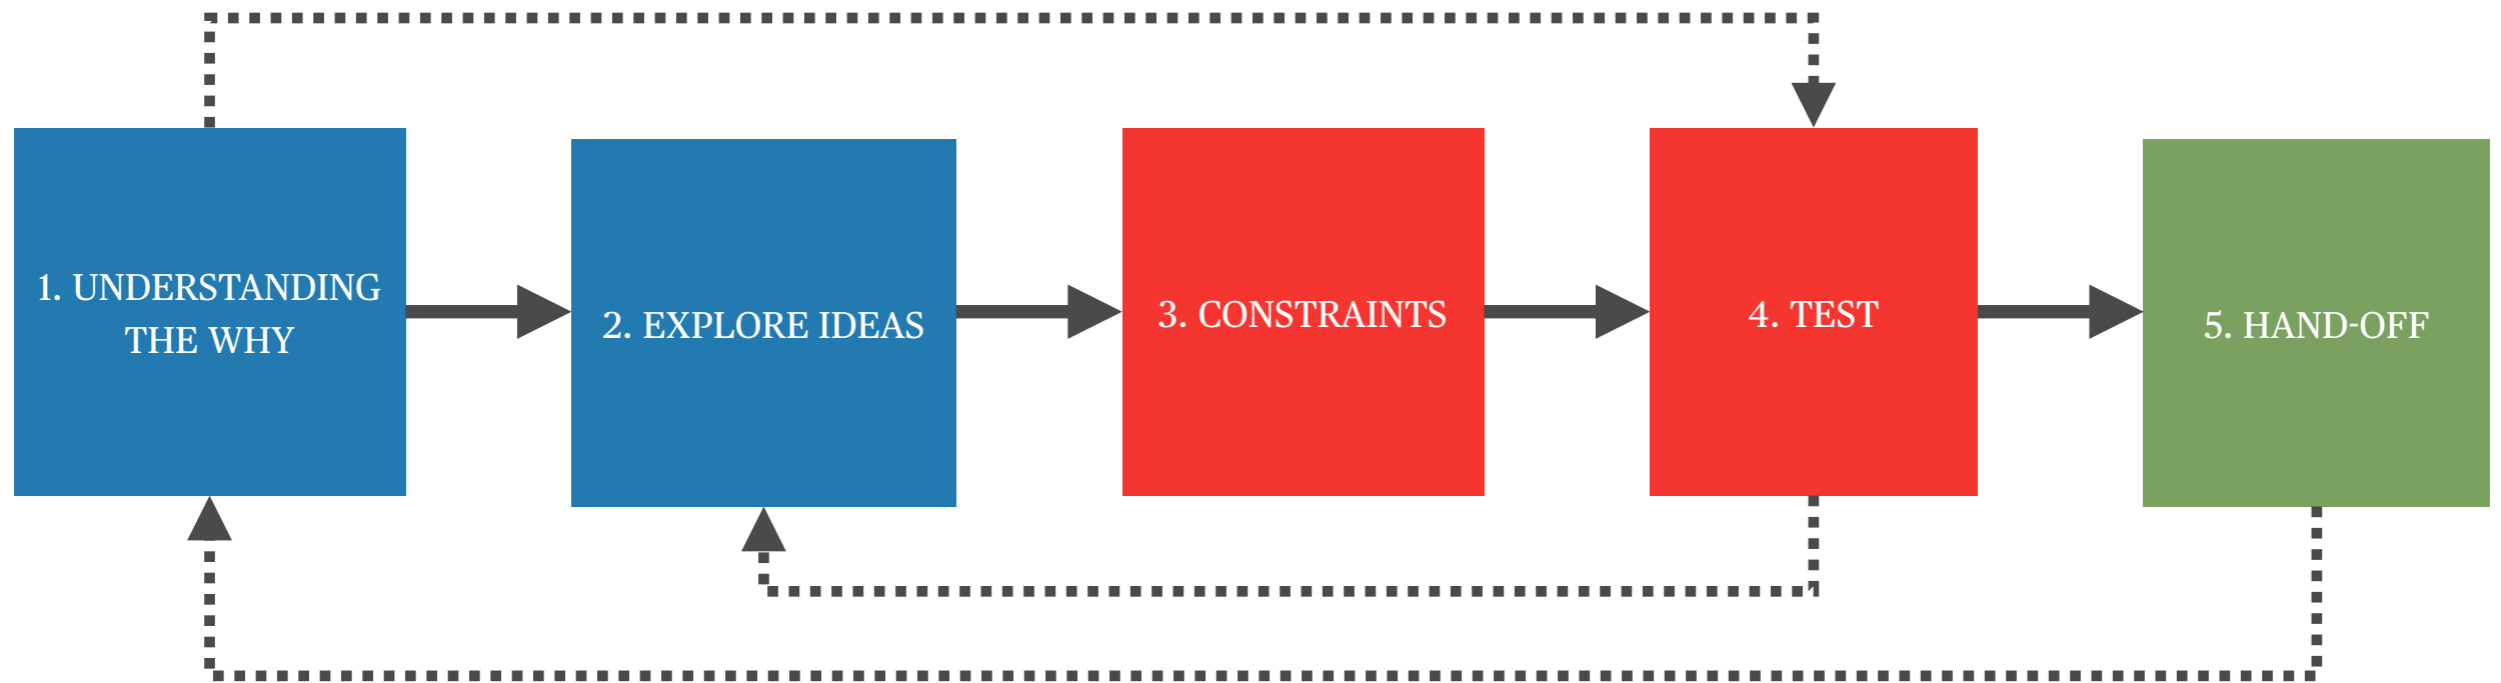 1. UNDERSTANDING
THE WHY
2. EXPLORE IDEAS
3. CONSTRAINTS
4. TEST
5. HAND-OFF